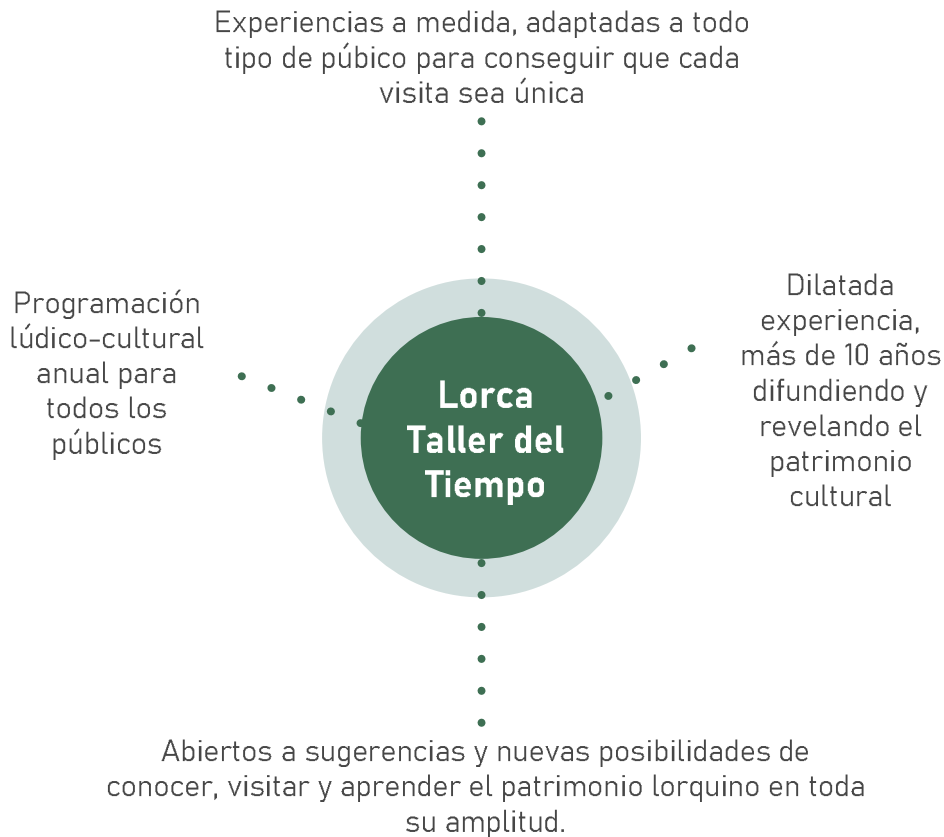 Experiencias a medida, adaptadas a todo
tipo de púbico para conseguir que cada
visita sea única
Programación
lúdico-cultural
anual para
todos los
públicos
Lorca
Taller del
Tiempo
Dilatada
experiencia,
más de 10 años
difundiendo y
revelando el
patrimonio
cultural
Abiertos a sugerencias y nuevas posibilidades de
conocer, visitar y aprender el patrimonio lorquino en toda
su amplitud.